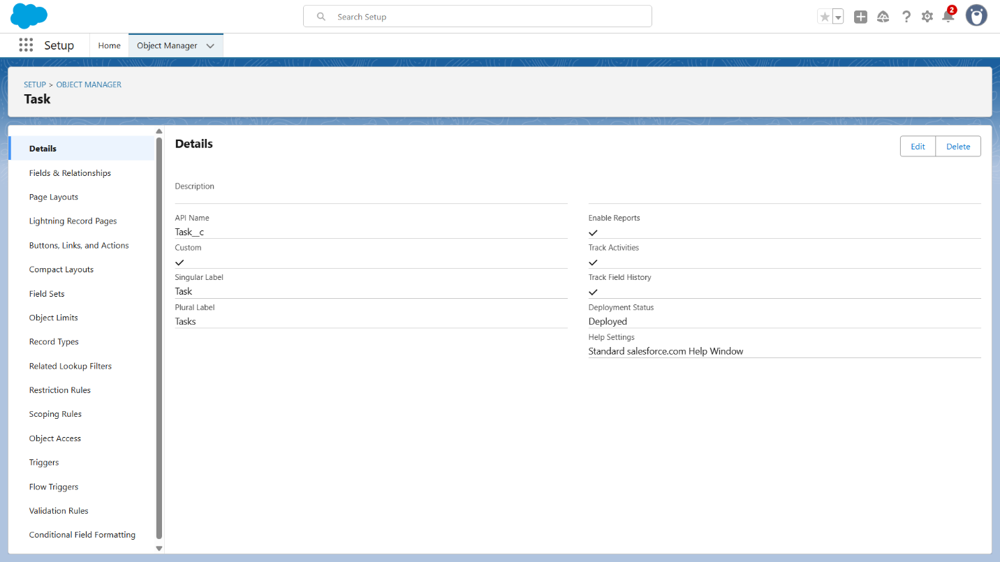 Search Setup
2
Setup
Home
Object Manager
SETUP > OBJECT MANAGER
Task
Details
Fields & Relationships
Page Layouts
Lightning Record Pages
Buttons, Links, and Actions
Compact Layouts
Field Sets
Object Limits
Record Types
Related Lookup Filters
Restriction Rules
Scoping Rules
Object Access
Triggers
Flow Triggers
Validation Rules
Conditional Field Formatting
Details
Edit
Delete
Description
API Name
Task__c
Custom
Singular Label
Task
Plural Label
Tasks
Enable Reports
Track Activities
Track Field History
Deployment Status
Deployed
Help Settings
Standard salesforce.com Help Window